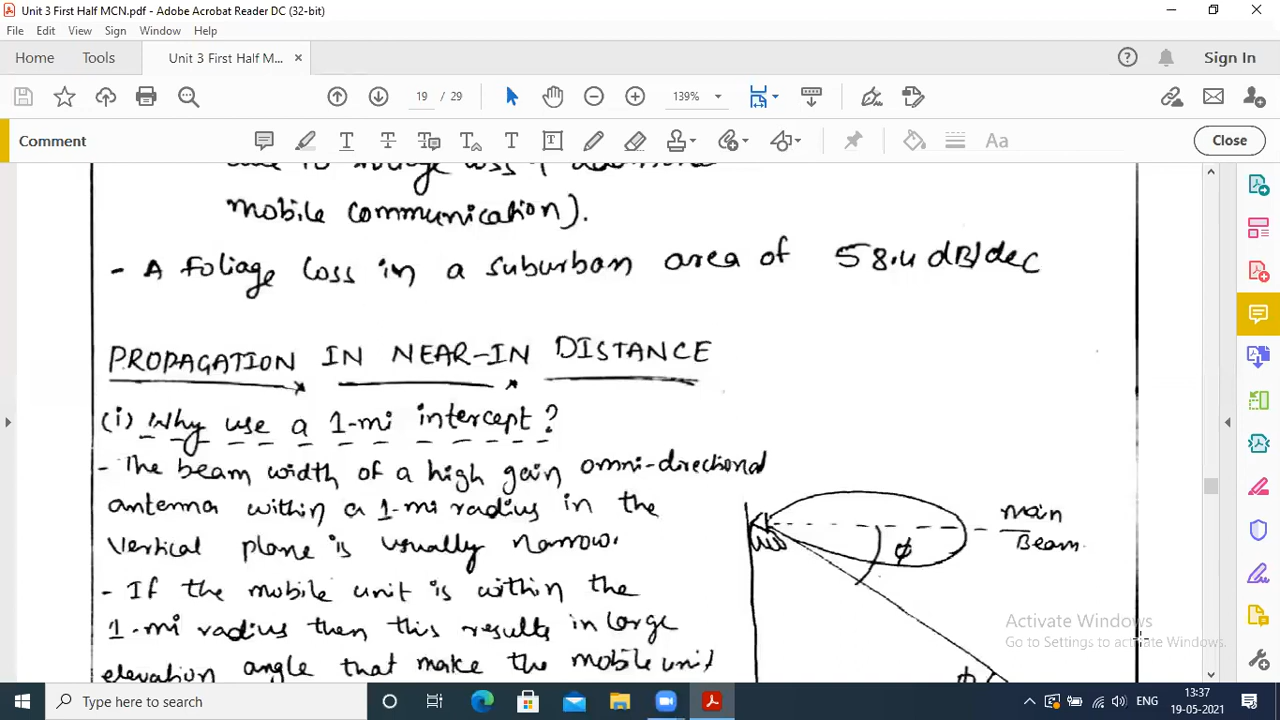 Unit 3 First Half MCN.pdf - Adobe Acrobat Reader DC (32-bit)
File Edit View Sign Window Help
Home Tools Unit 3 First Half M... × Sign In
19 / 29 139%
Comment Close
mobile communication).
- A foliage loss in a suburban area of 58.4 dB/dec
PROPAGATION IN NEAR-IN DISTANCE
(i) Why use a 1-mi intercept?
- The beam width of a high gain omni-directional
antenna within a 1-mi radius in the
vertical plane is usually narrow.
- If the mobile unit is within the
1-mi radius then this results in large
elevation angle that make the mobile unit
main
Beam
ϕ
ϕ
Activate Windows
Go to Settings to activate Windows.
Type here to search
ENG
13:37
19-05-2021